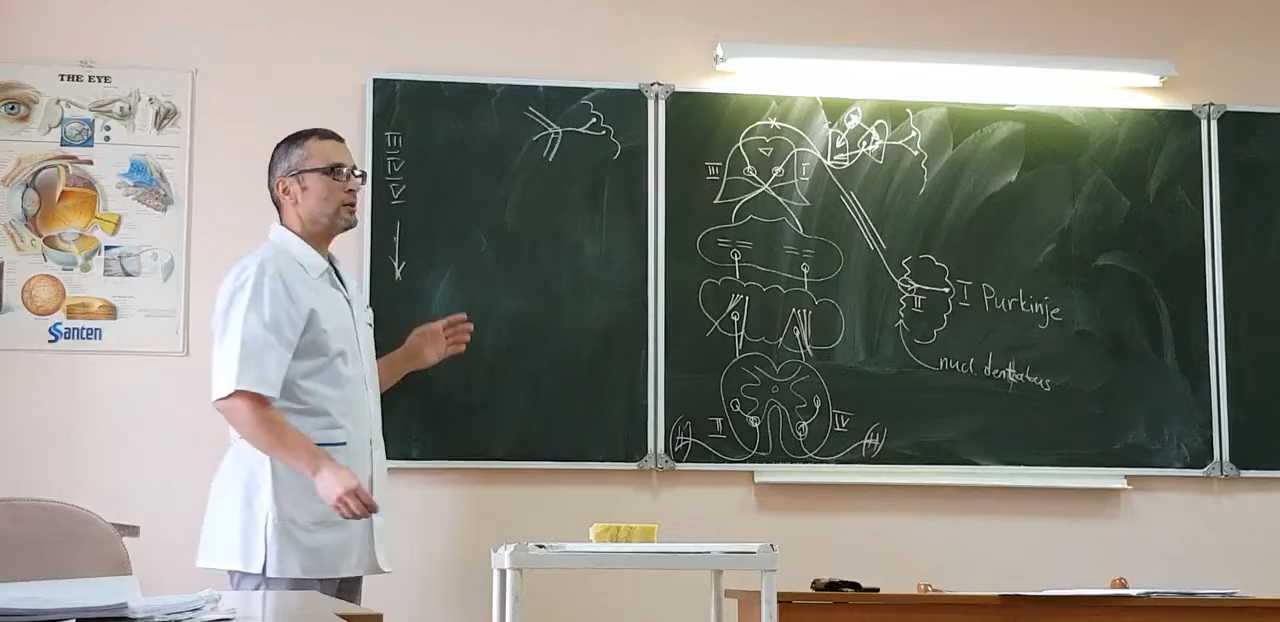 THE EYE
Santen
III
IV
V
III
I
I Purkinje
II
nucl. dentatus
II
IV